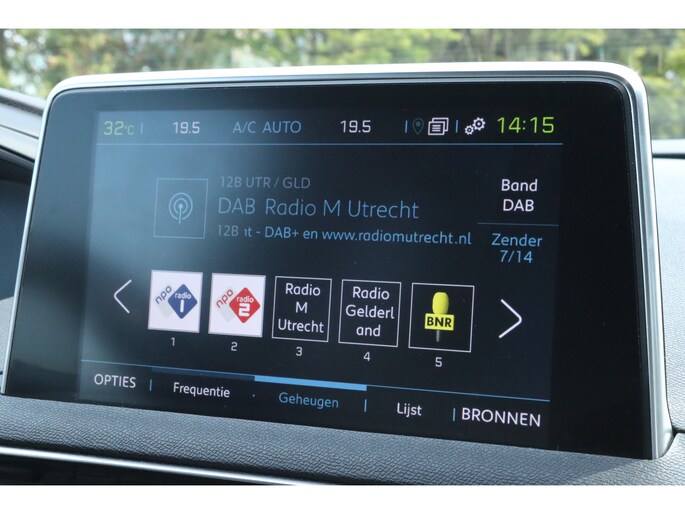 32°C 19.5 A/C AUTO 19.5 14:15
12B UTR / GLD
DAB Radio M Utrecht
12B ıt - DAB+ en www.radiomutrecht.nl
Band
DAB
Zender
7/14
npo radio 1
npo radio 2
Radio
M
Utrecht
Radio
Gelderl
and
BNR
1 2 3 4 5
OPTIES Frequentie Geheugen Lijst BRONNEN